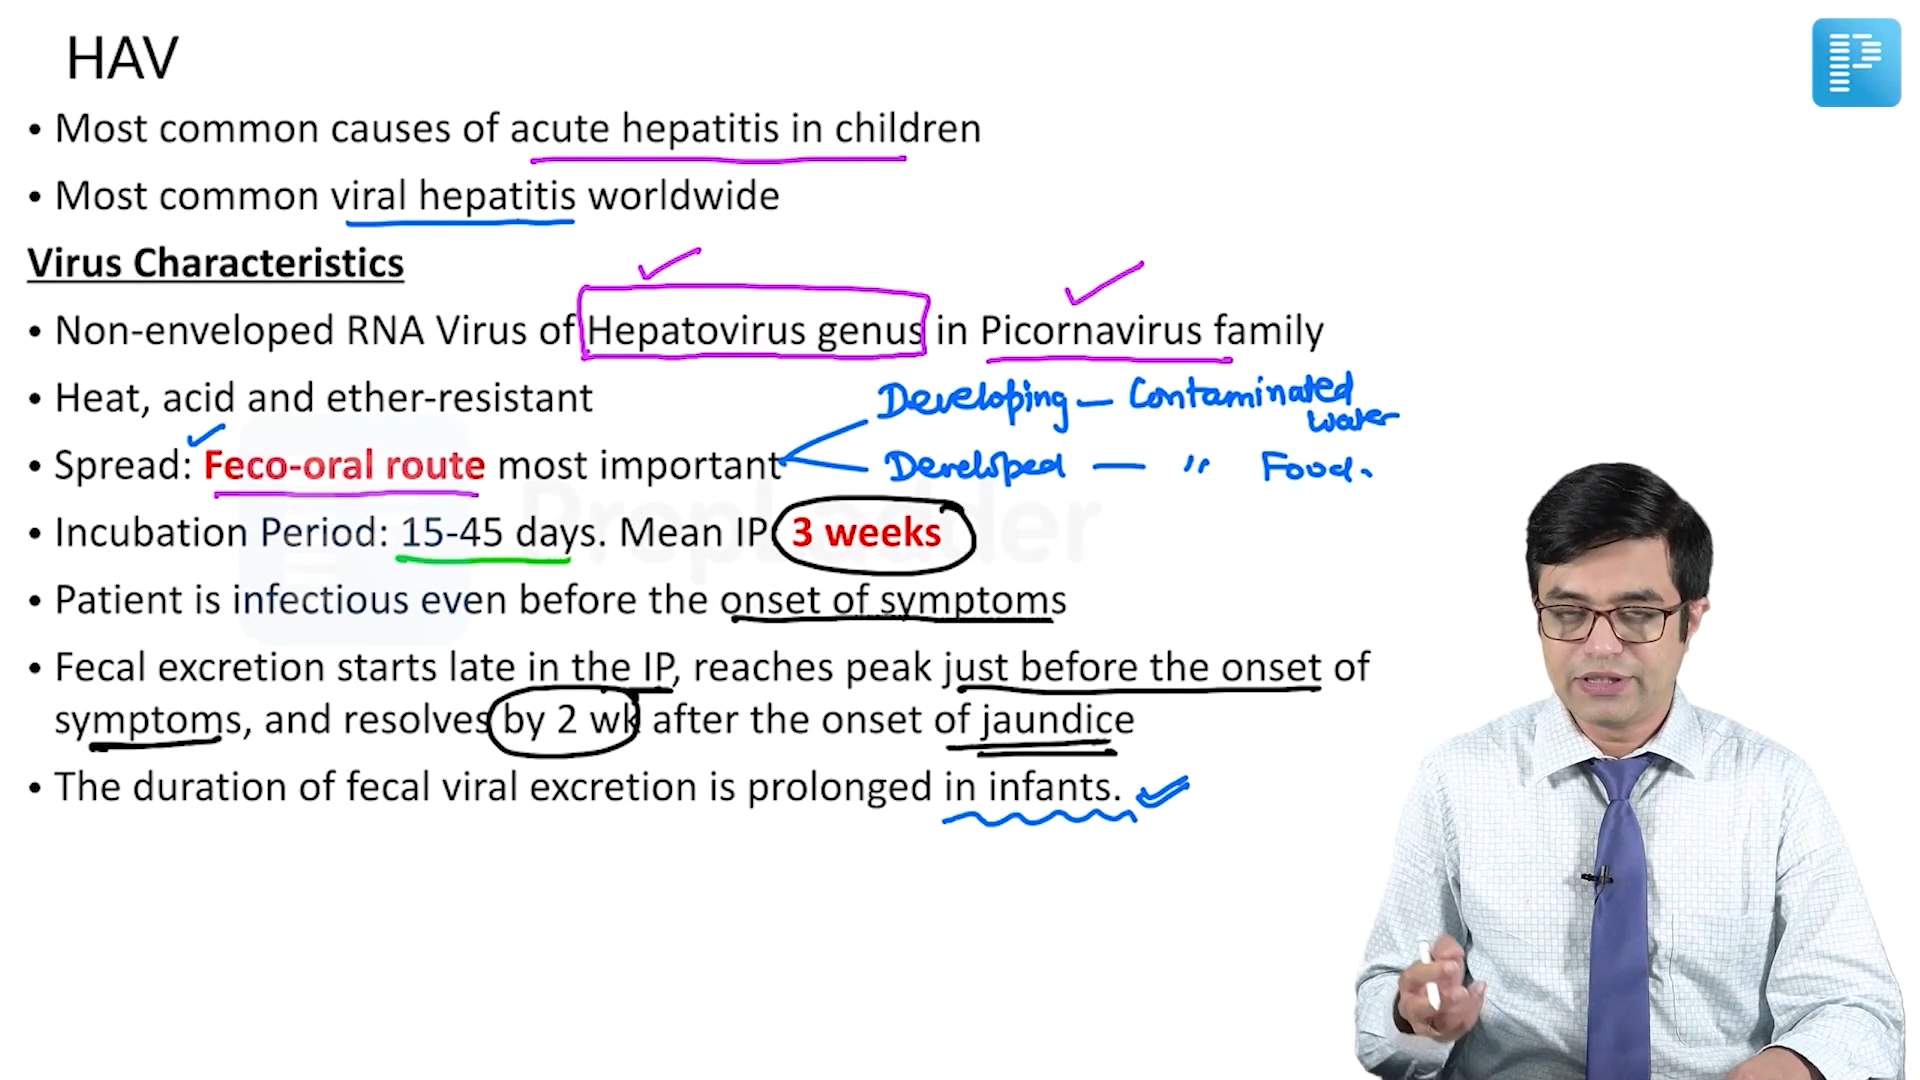 HAV
• Most common causes of acute hepatitis in children
• Most common viral hepatitis worldwide
Virus Characteristics
• Non-enveloped RNA Virus of Hepatovirus genus in Picornavirus family
• Heat, acid and ether-resistant
Developing — Contaminated water
• Spread: Feco-oral route most important
Developed — " Food.
• Incubation Period: 15-45 days. Mean IP 3 weeks
• Patient is infectious even before the onset of symptoms
• Fecal excretion starts late in the IP, reaches peak just before the onset of
symptoms, and resolves by 2 wk after the onset of jaundice
• The duration of fecal viral excretion is prolonged in infants.
PrepLadder